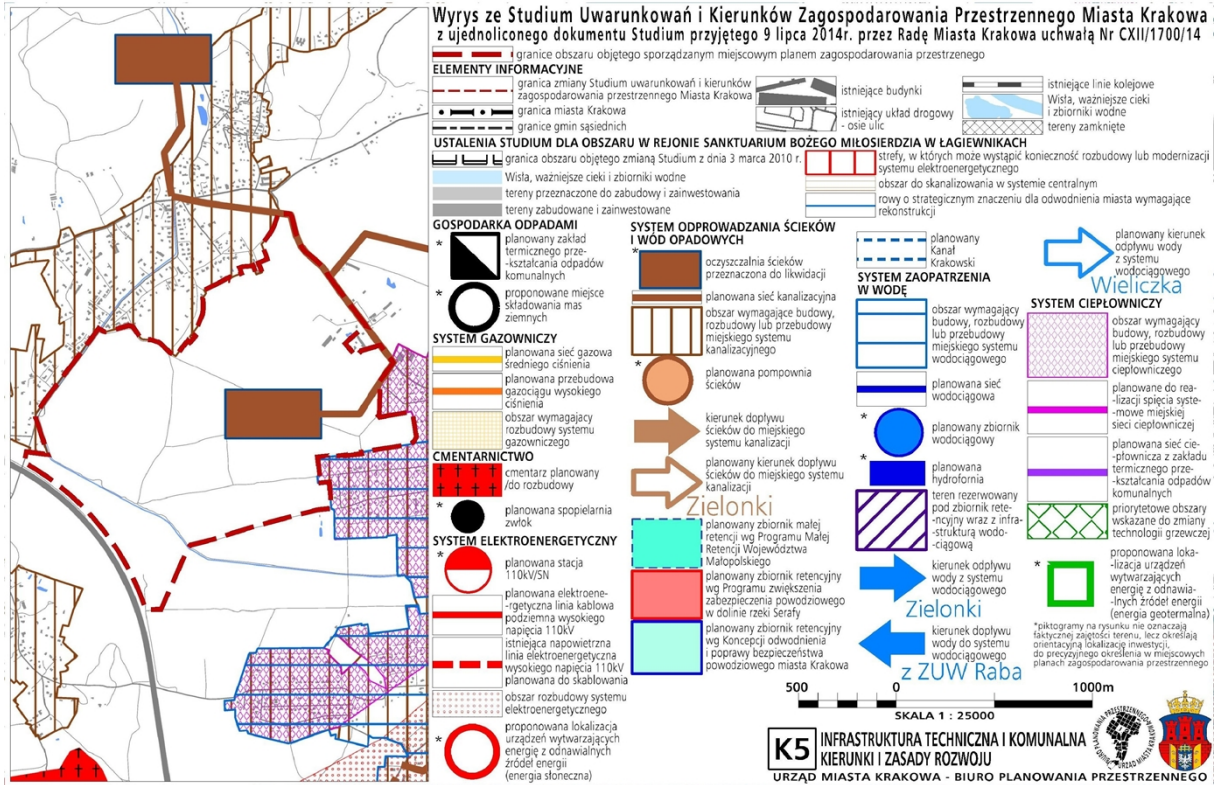 Wyrys ze Studium Uwarunkowań i Kierunków Zagospodarowania Przestrzennego Miasta Krakowa
z ujednoliconego dokumentu Studium przyjętego 9 lipca 2014r. przez Radę Miasta Krakowa uchwałą Nr CXII/1700/14
granice obszaru objętego sporządzanym miejscowym planem zagospodarowania przestrzenego
ELEMENTY INFORMACYJNE
granica zmiany Studium uwarunkowań i kierunków
zagospodarowania przestrzennego Miasta Krakowa
granica miasta Krakowa
granice gmin sąsiednich
istniejące budynki
istniejący układ drogowy
- osie ulic
istniejące linie kolejowe
Wisła, ważniejsze cieki
i zbiorniki wodne
tereny zamknięte
USTALENIA STUDIUM DLA OBSZARU W REJONIE SANKTUARIUM BOŻEGO MIŁOSIERDZIA W ŁAGIEWNIKACH
granica obszaru objętego zmianą Studium z dnia 3 marca 2010 r.
Wisła, ważniejsze cieki i zbiorniki wodne
tereny przeznaczone do zabudowy i zainwestowania
tereny zabudowane i zainwestowane
strefy, w których może wystąpić konieczność rozbudowy lub modernizacji
systemu elektroenergetycznego
obszar do skanalizowania w systemie centralnym
rowy o strategicznym znaczeniu dla odwodnienia miasta wymagające
rekonstrukcji
GOSPODARKA ODPADAMI
* planowany zakład
termicznego prze-
-kształcania odpadów
komunalnych
* proponowane miejsce
składowania mas
ziemnych
SYSTEM GAZOWNICZY
planowana sieć gazowa
średniego ciśnienia
planowana przebudowa
gazociągu wysokiego
ciśnienia
obszar wymagajacy
rozbudowy systemu
gazowniczego
CMENTARNICTWO
cmentarz planowany
/do rozbudowy
* planowana spopielarnia
zwłok
SYSTEM ELEKTROENERGETYCZNY
* planowana stacja
110kV/SN
planowana elektroene-
-rgetyczna linia kablowa
podziemna wysokiego
napięcia 110kV
istniejąca napowietrzna
linia elektroenergetyczna
wysokiego napięcia 110kV
planowana do skablowania
obszar rozbudowy systemu
elektroenergetycznego
* proponowana lokalizacja
urządzeń wytwarzających
energię z odnawialnych
źródeł energii
(energia słoneczna)
SYSTEM ODPROWADZANIA ŚCIEKÓW
I WÓD OPADOWYCH
* oczyszczalnia ścieków
przeznaczona do likwidacji
planowana sieć kanalizacyjna
obszar wymagające budowy,
rozbudowy lub przebudowy
miejskiego systemu
kanalizacyjnego
* planowana pompownia
ścieków
kierunek dopływu
ścieków do miejskiego
systemu kanalizacji
planowany kierunek dopływu
ścieków do miejskiego systemu
kanalizacji
Zielonki
planowany zbiornik małej
retencji wg Programu Małej
Retencji Województwa
Małopolskiego
planowany zbiornik retencyjny
wg Programu zwiększenia
zabezpieczenia powodziowego
w dolinie rzeki Serafy
planowany zbiornik retencyjny
wg Koncepcji odwodnienia
i poprawy bezpieczeństwa
powodziowego miasta Krakowa
planowany
Kanał
Krakowski
SYSTEM ZAOPATRZENIA
W WODĘ
obszar wymagający
budowy, rozbudowy
lub przebudowy
miejskiego systemu
wodociągowego
planowana sieć
wodociągowa
* planowany zbiornik
wodociągowy
* planowana
hydrofornia
teren rezerwowany
pod zbiornik rete-
-ncyjny wraz z infra-
-strukturą wodo-
-ciągową
kierunek odpływu
wody z systemu
wodociągowego
Zielonki
kierunek dopływu
wody do systemu
wodociągowego
z ZUW Raba
planowany kierunek
odpływu wody
z systemu
wodociągowego
Wieliczka
SYSTEM CIEPŁOWNICZY
obszar wymagający
budowy, rozbudowy
lub przebudowy
miejskiego systemu
ciepłowniczego
planowane do rea-
lizacji spięcia syste-
-mowe miejskiej
sieci ciepłowniczej
planowana sieć cie-
-płownicza z zakładu
termicznego prze-
-kształcania odpadów
komunalnych
priorytetowe obszary
wskazane do zmiany
technologii grzewczej
* proponowana loka-
-lizacja urządzeń
wytwarzających
energię z odnawia-
-lnych źródeł energii
(energia geotermalna)
*piktogramy na rysunku nie oznaczają
faktycznej zajętości terenu, lecz określają
orientacyjną lokalizację inwestycji,
do precyzyjnego określenia w miejscowych
planach zagospodarowania przestrzennego
500 0 1000m
SKALA 1 : 25000
K5 INFRASTRUKTURA TECHNICZNA I KOMUNALNA
KIERUNKI I ZASADY ROZWOJU
URZĄD MIASTA KRAKOWA - BIURO PLANOWANIA PRZESTRZENNEGO